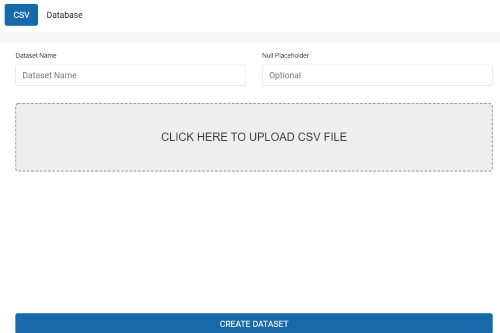 CSV Database
Dataset Name Null Placeholder
Dataset Name Optional
CLICK HERE TO UPLOAD CSV FILE
CREATE DATASET